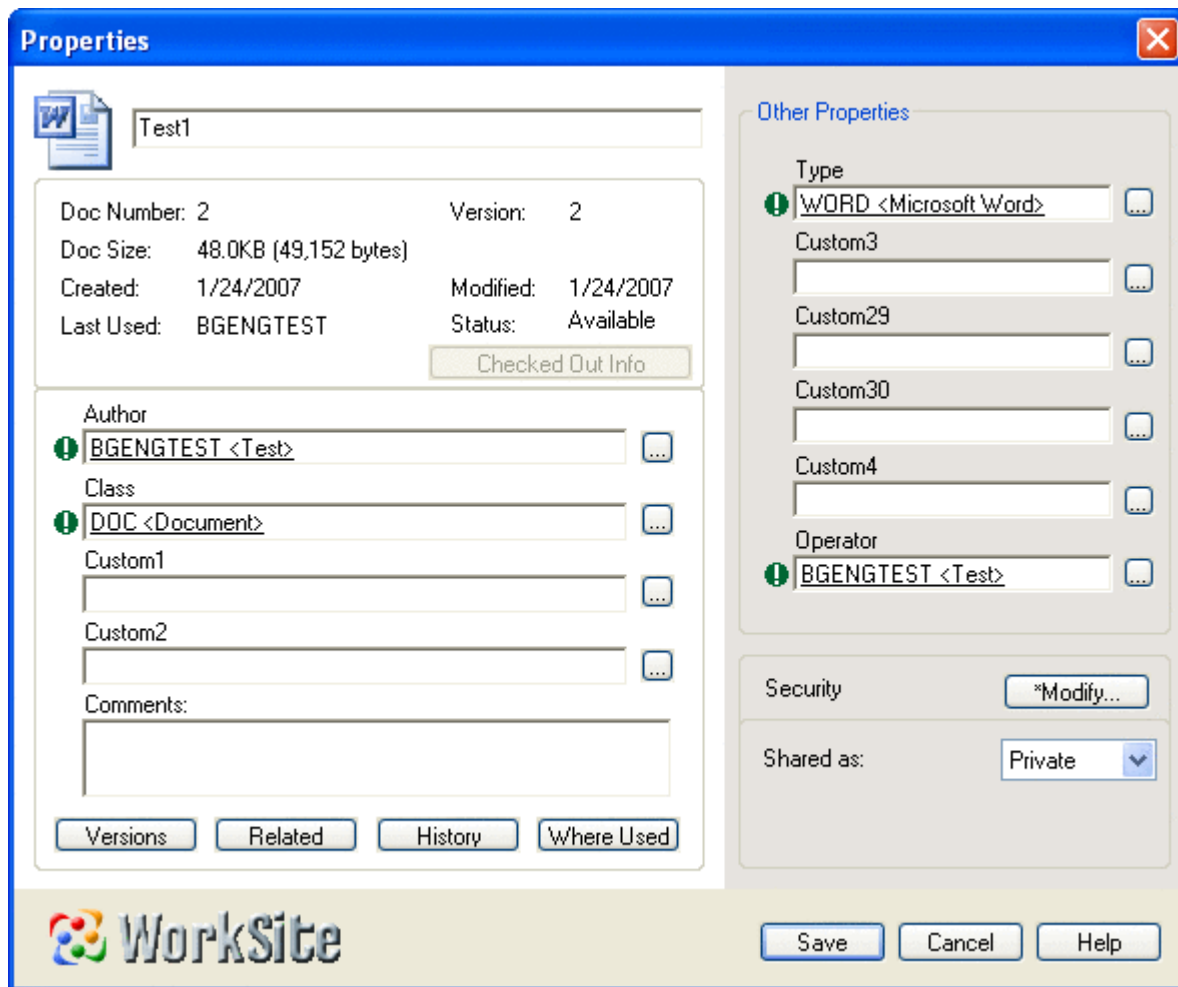 Properties
W
Test1
Doc Number: 2 Version: 2
Doc Size: 48.0KB (49,152 bytes)
Created: 1/24/2007 Modified: 1/24/2007
Last Used: BGENGTEST Status: Available
Checked Out Info
Author
BGENGTEST <Test> ...
Class
DOC <Document> ...
Custom1
...
Custom2
...
Comments:
Versions Related History Where Used
Other Properties
Type
WORD <Microsoft Word> ...
Custom3
...
Custom29
...
Custom30
...
Custom4
...
Operator
BGENGTEST <Test> ...
Security *Modify...
Shared as: Private
WorkSite
Save Cancel Help